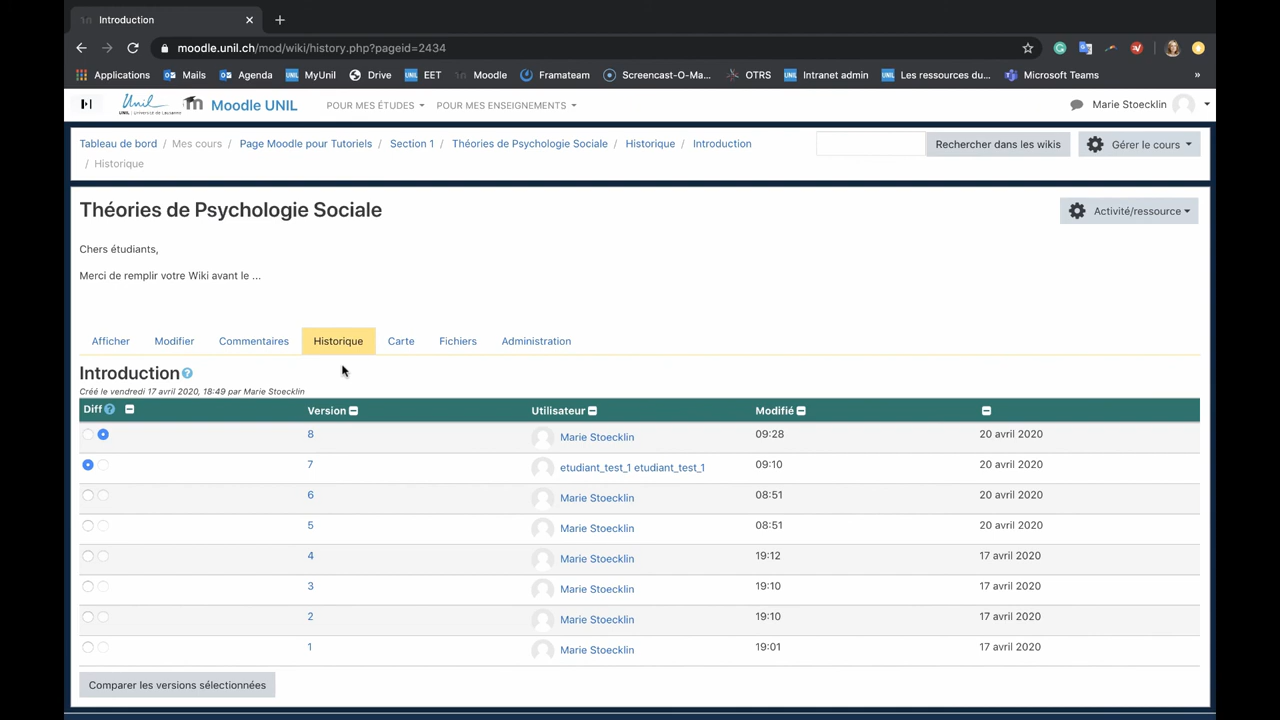 Introduction
moodle.unil.ch/mod/wiki/history.php?pageid=2434
Applications Mails Agenda MyUnil Drive EET Moodle Framateam Screencast-O-Ma... OTRS Intranet admin Les ressources du... Microsoft Teams »
Unil Moodle UNIL POUR MES ÉTUDES POUR MES ENSEIGNEMENTS Marie Stoecklin
UNIL | Université de Lausanne
Tableau de bord / Mes cours / Page Moodle pour Tutoriels / Section 1 / Théories de Psychologie Sociale / Historique / Introduction Rechercher dans les wikis Gérer le cours
/ Historique
Théories de Psychologie Sociale Activité/ressource
Chers étudiants,
Merci de remplir votre Wiki avant le ...
Afficher Modifier Commentaires Historique Carte Fichiers Administration
Introduction
Créé le vendredi 17 avril 2020, 18:49 par Marie Stoecklin
Diff Version Utilisateur Modifié
8 Marie Stoecklin 09:28 20 avril 2020
7 etudiant_test_1 etudiant_test_1 09:10 20 avril 2020
6 Marie Stoecklin 08:51 20 avril 2020
5 Marie Stoecklin 08:51 20 avril 2020
4 Marie Stoecklin 19:12 17 avril 2020
3 Marie Stoecklin 19:10 17 avril 2020
2 Marie Stoecklin 19:10 17 avril 2020
1 Marie Stoecklin 19:01 17 avril 2020
Comparer les versions sélectionnées